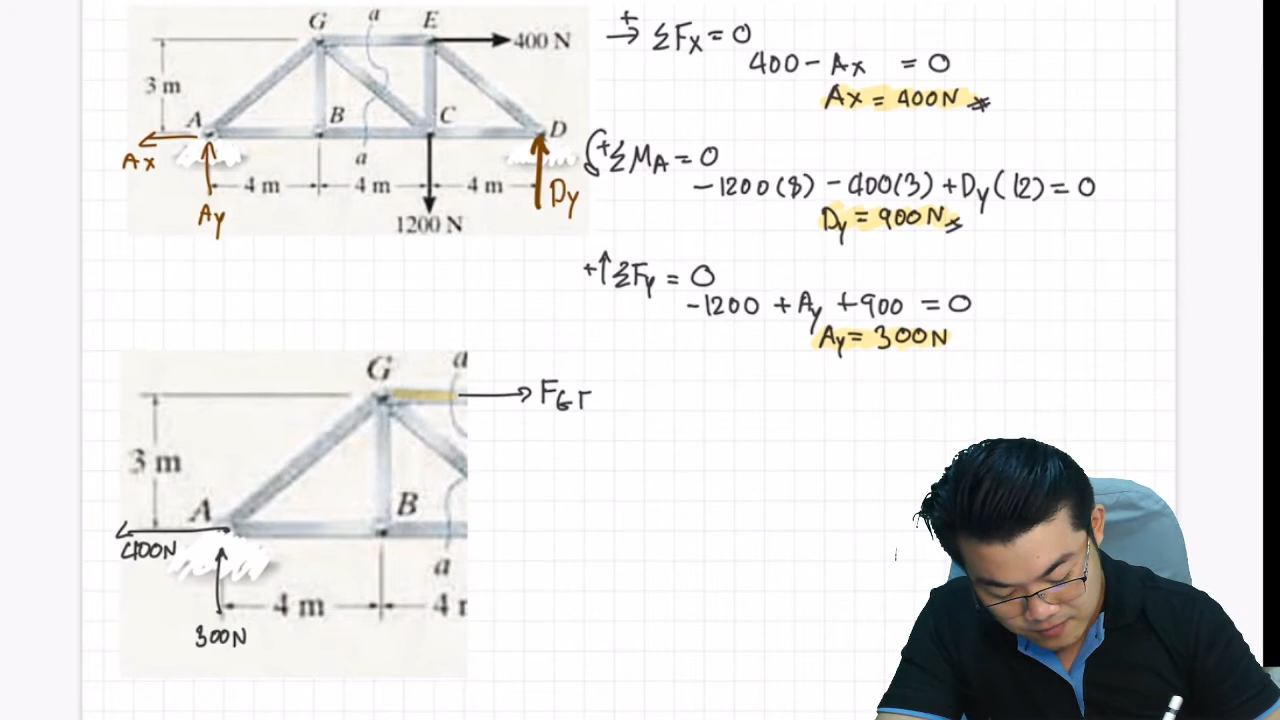 G a E
400 N
3 m
A B C D
Ax
a
4 m 4 m 4 m
Ay
Dy
1200 N
+→ ΣFx = 0
400 - Ax = 0
Ax = 400N
+ΣMA = 0
-1200(8) - 400(3) + Dy(12) = 0
Dy = 900N
+↑ΣFy = 0
-1200 + Ay + 900 = 0
Ay = 300N
G a
3 m
A B
400N
a
4 m 4
300N